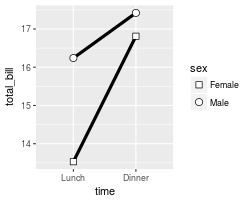 17
16
15
14
total_bill
Lunch
Dinner
time
sex
Female
Male